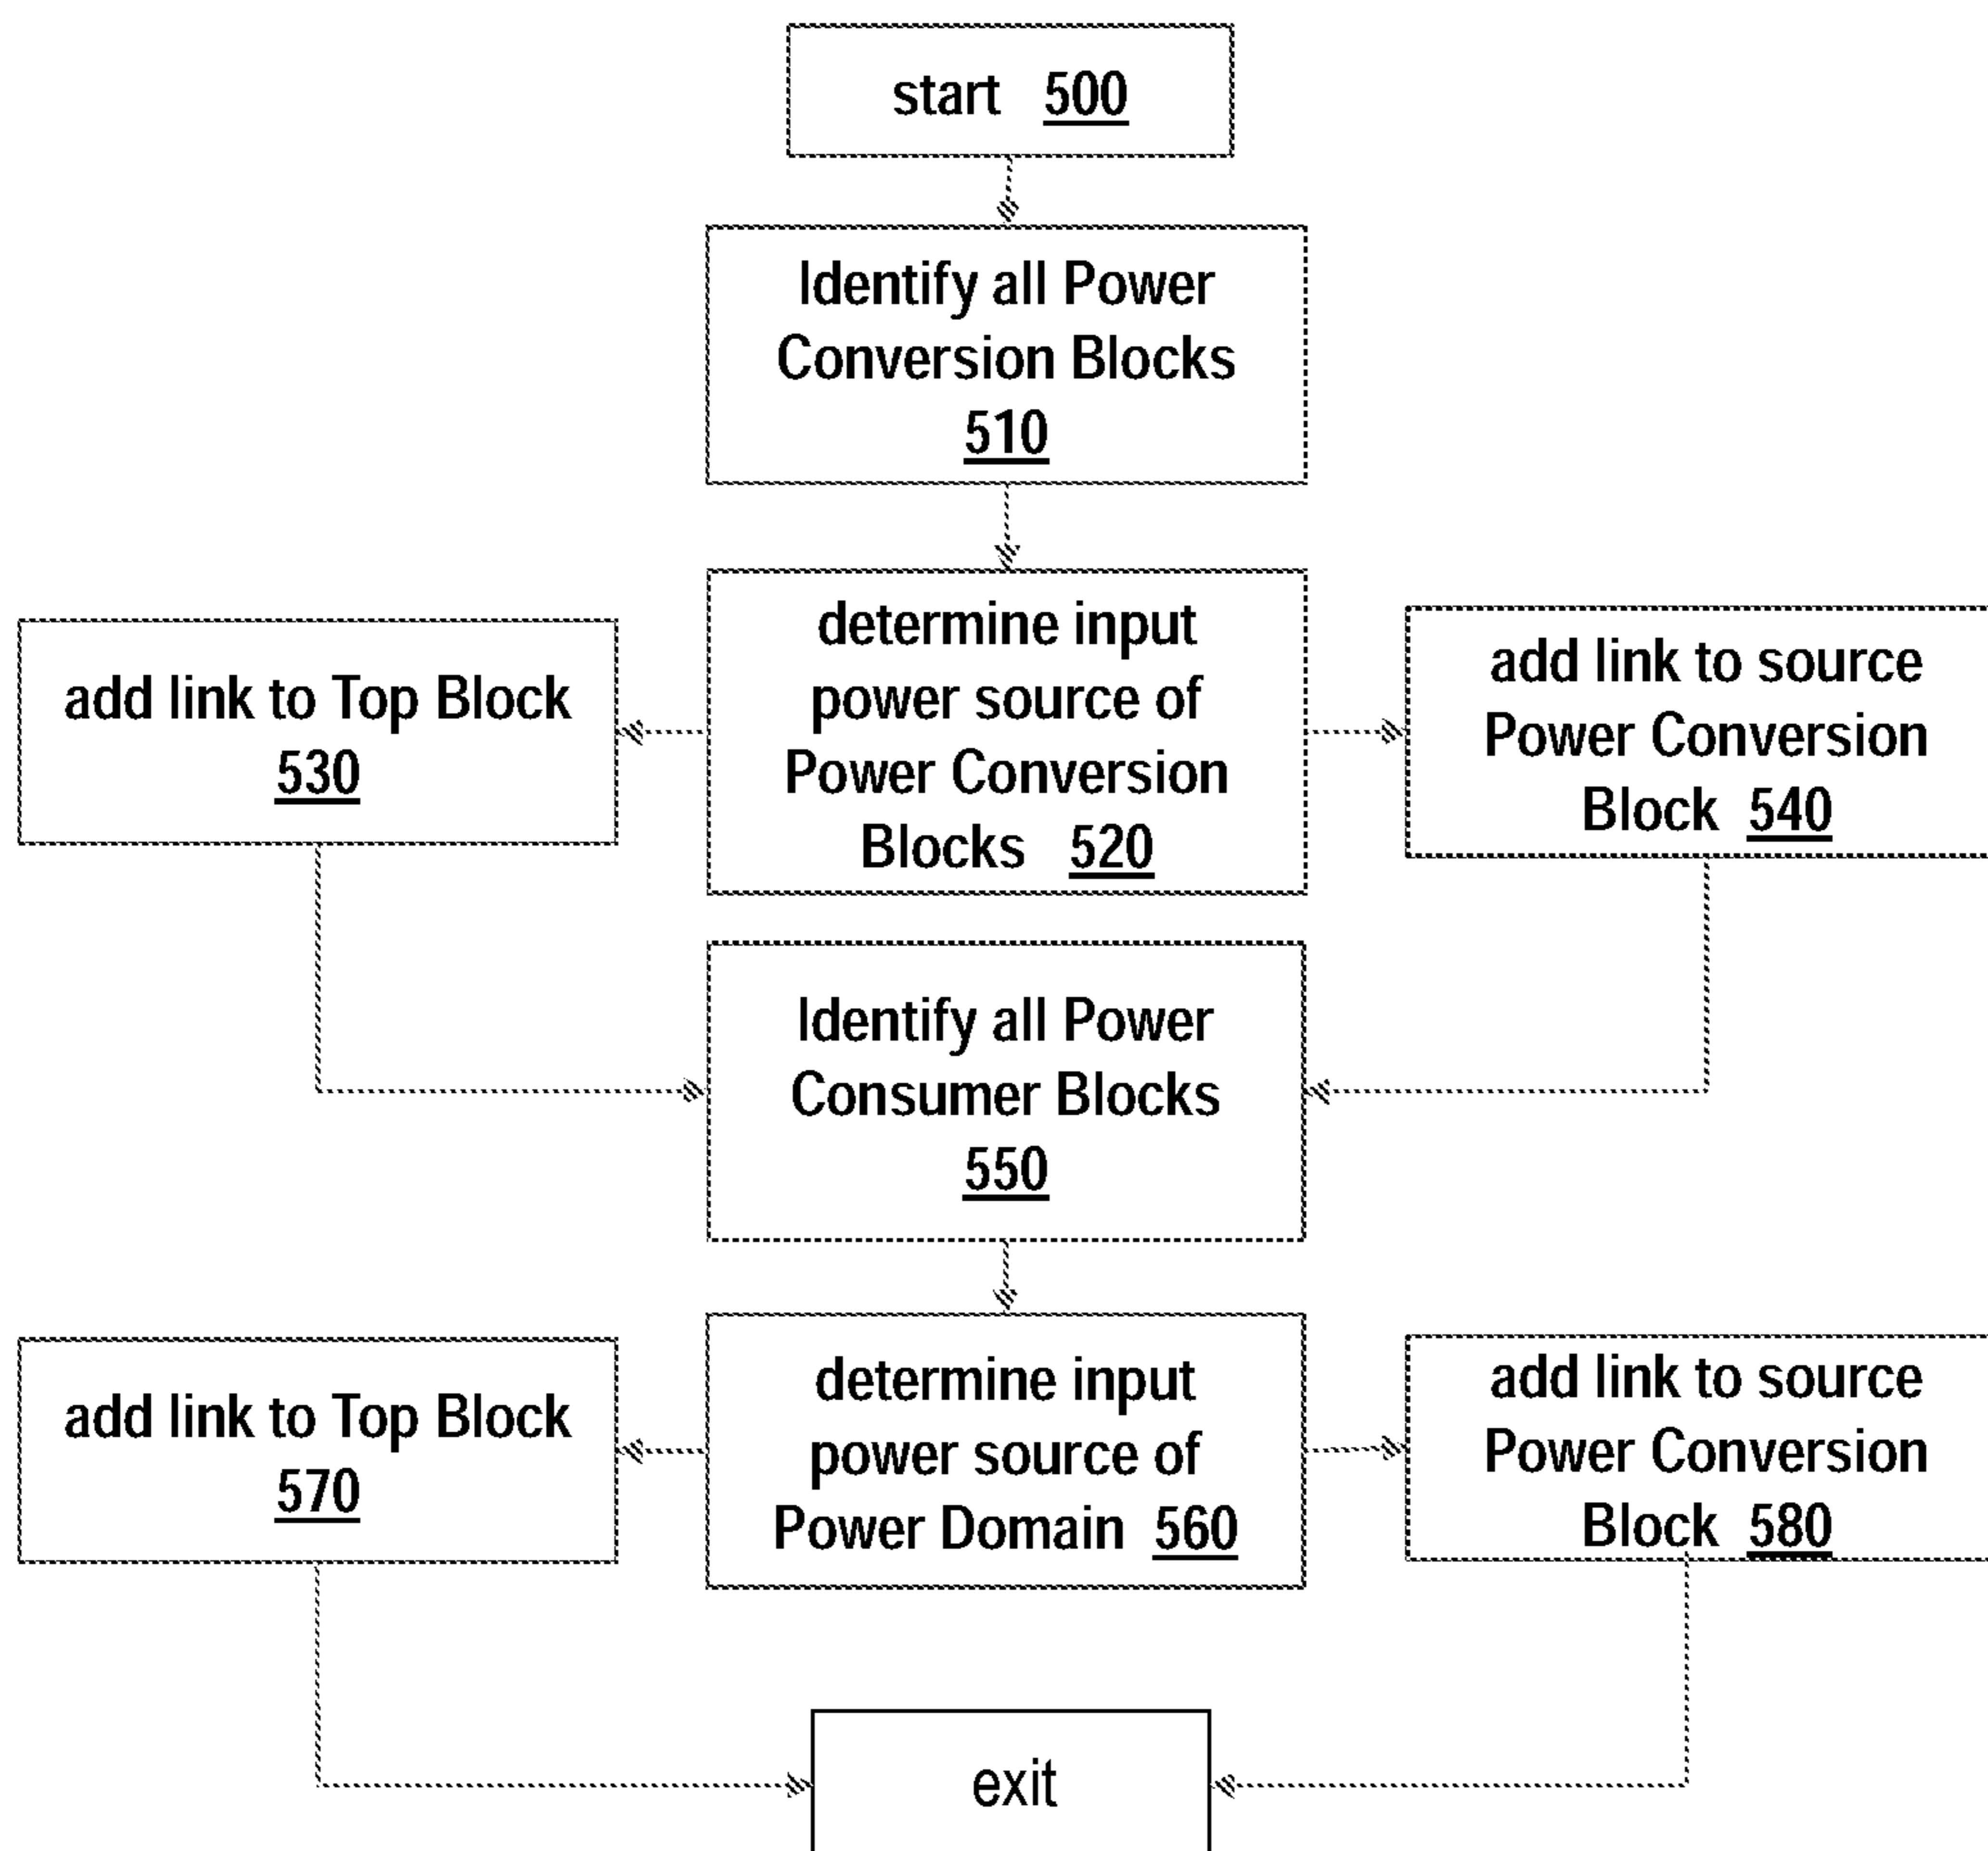 start 500
Identify all Power
Conversion Blocks
510
determine input
power source of
Power Conversion
Blocks 520
add link to Top Block
530
add link to source
Power Conversion
Block 540
Identify all Power
Consumer Blocks
550
determine input
power source of
Power Domain 560
add link to Top Block
570
add link to source
Power Conversion
Block 580
exit